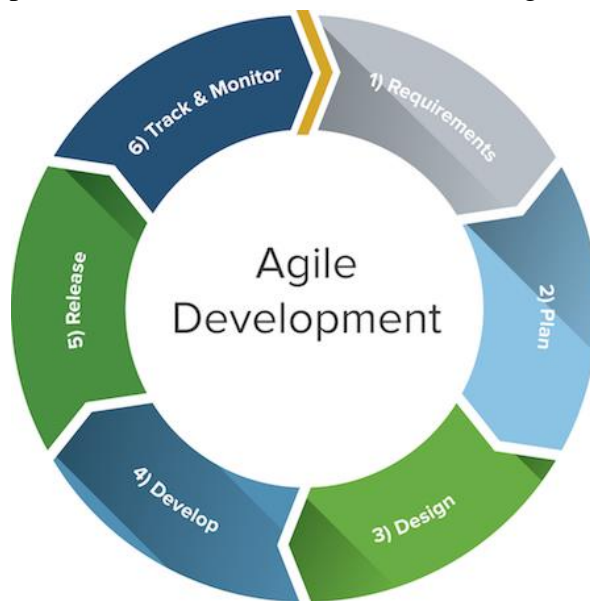 Agile
Development
1) Requirements
2) Plan
3) Design
4) Develop
5) Release
6) Track & Monitor